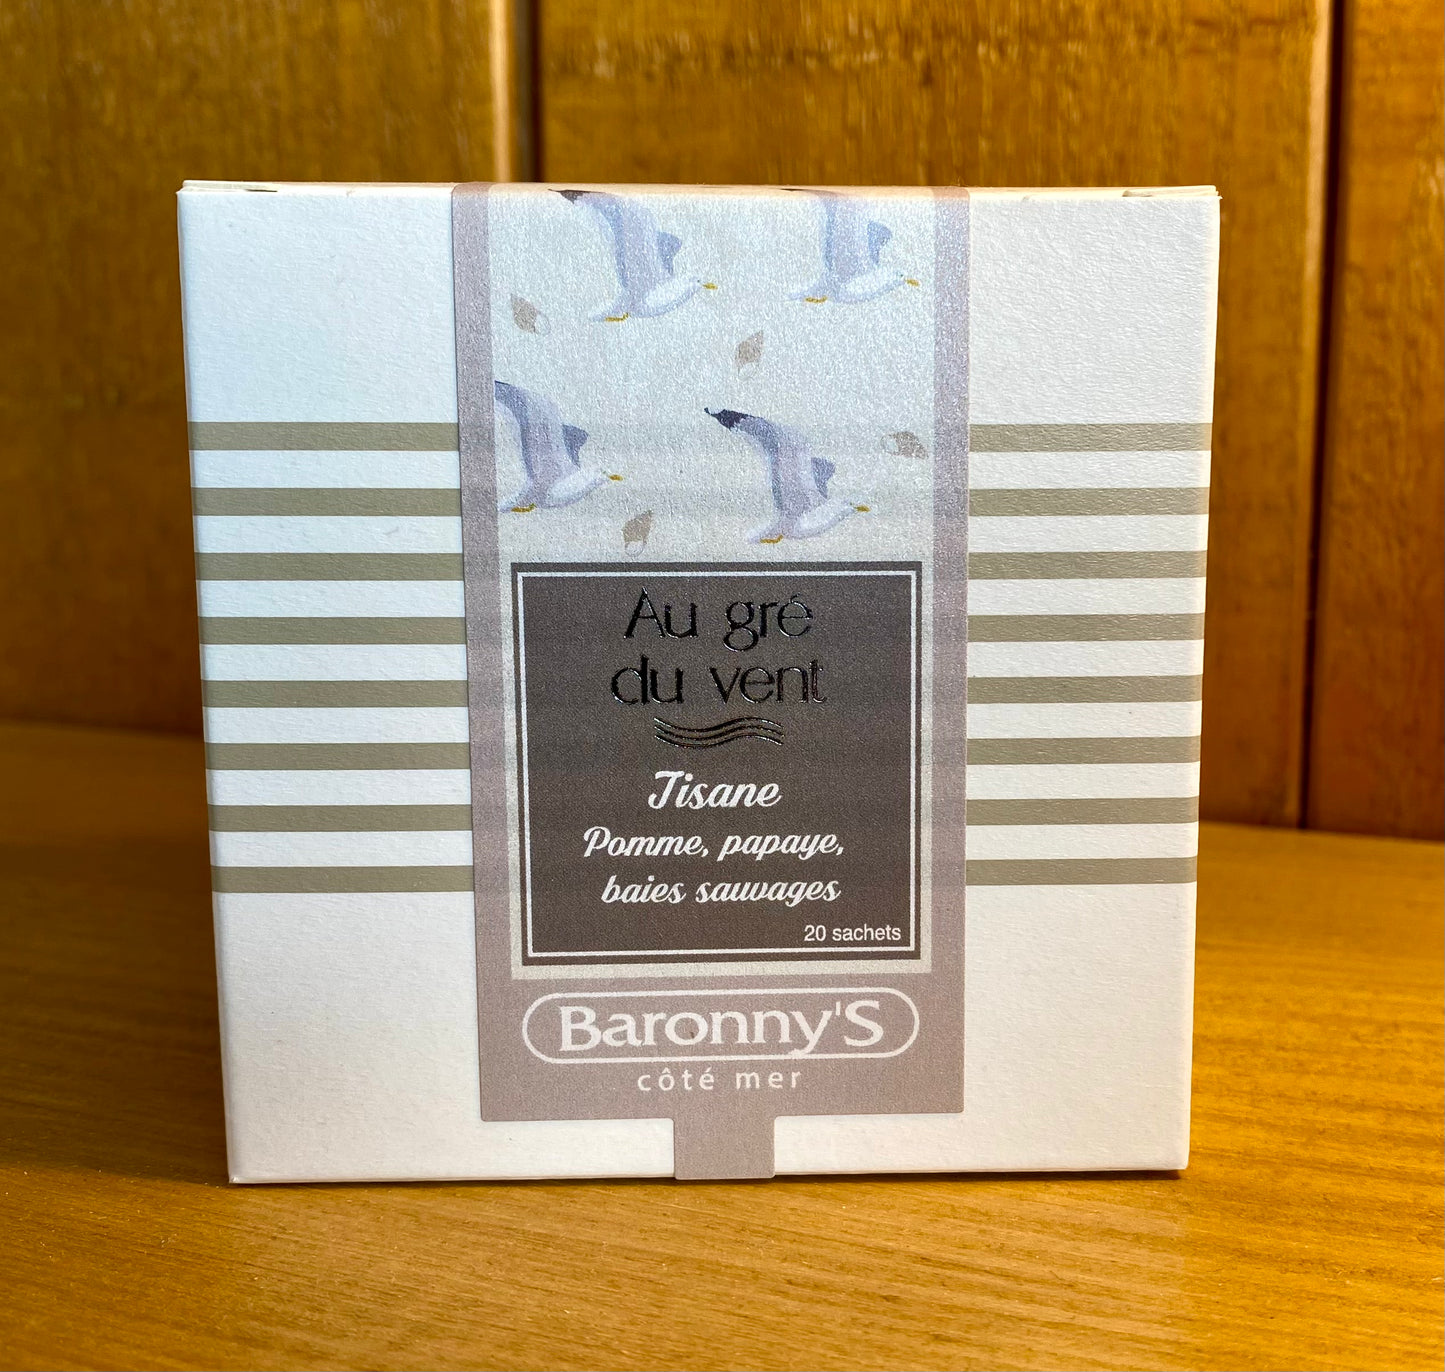 Au gré
du vent
Tisane
Pomme, papaye,
baies sauvages
20 sachets
Baronny'S
côté mer